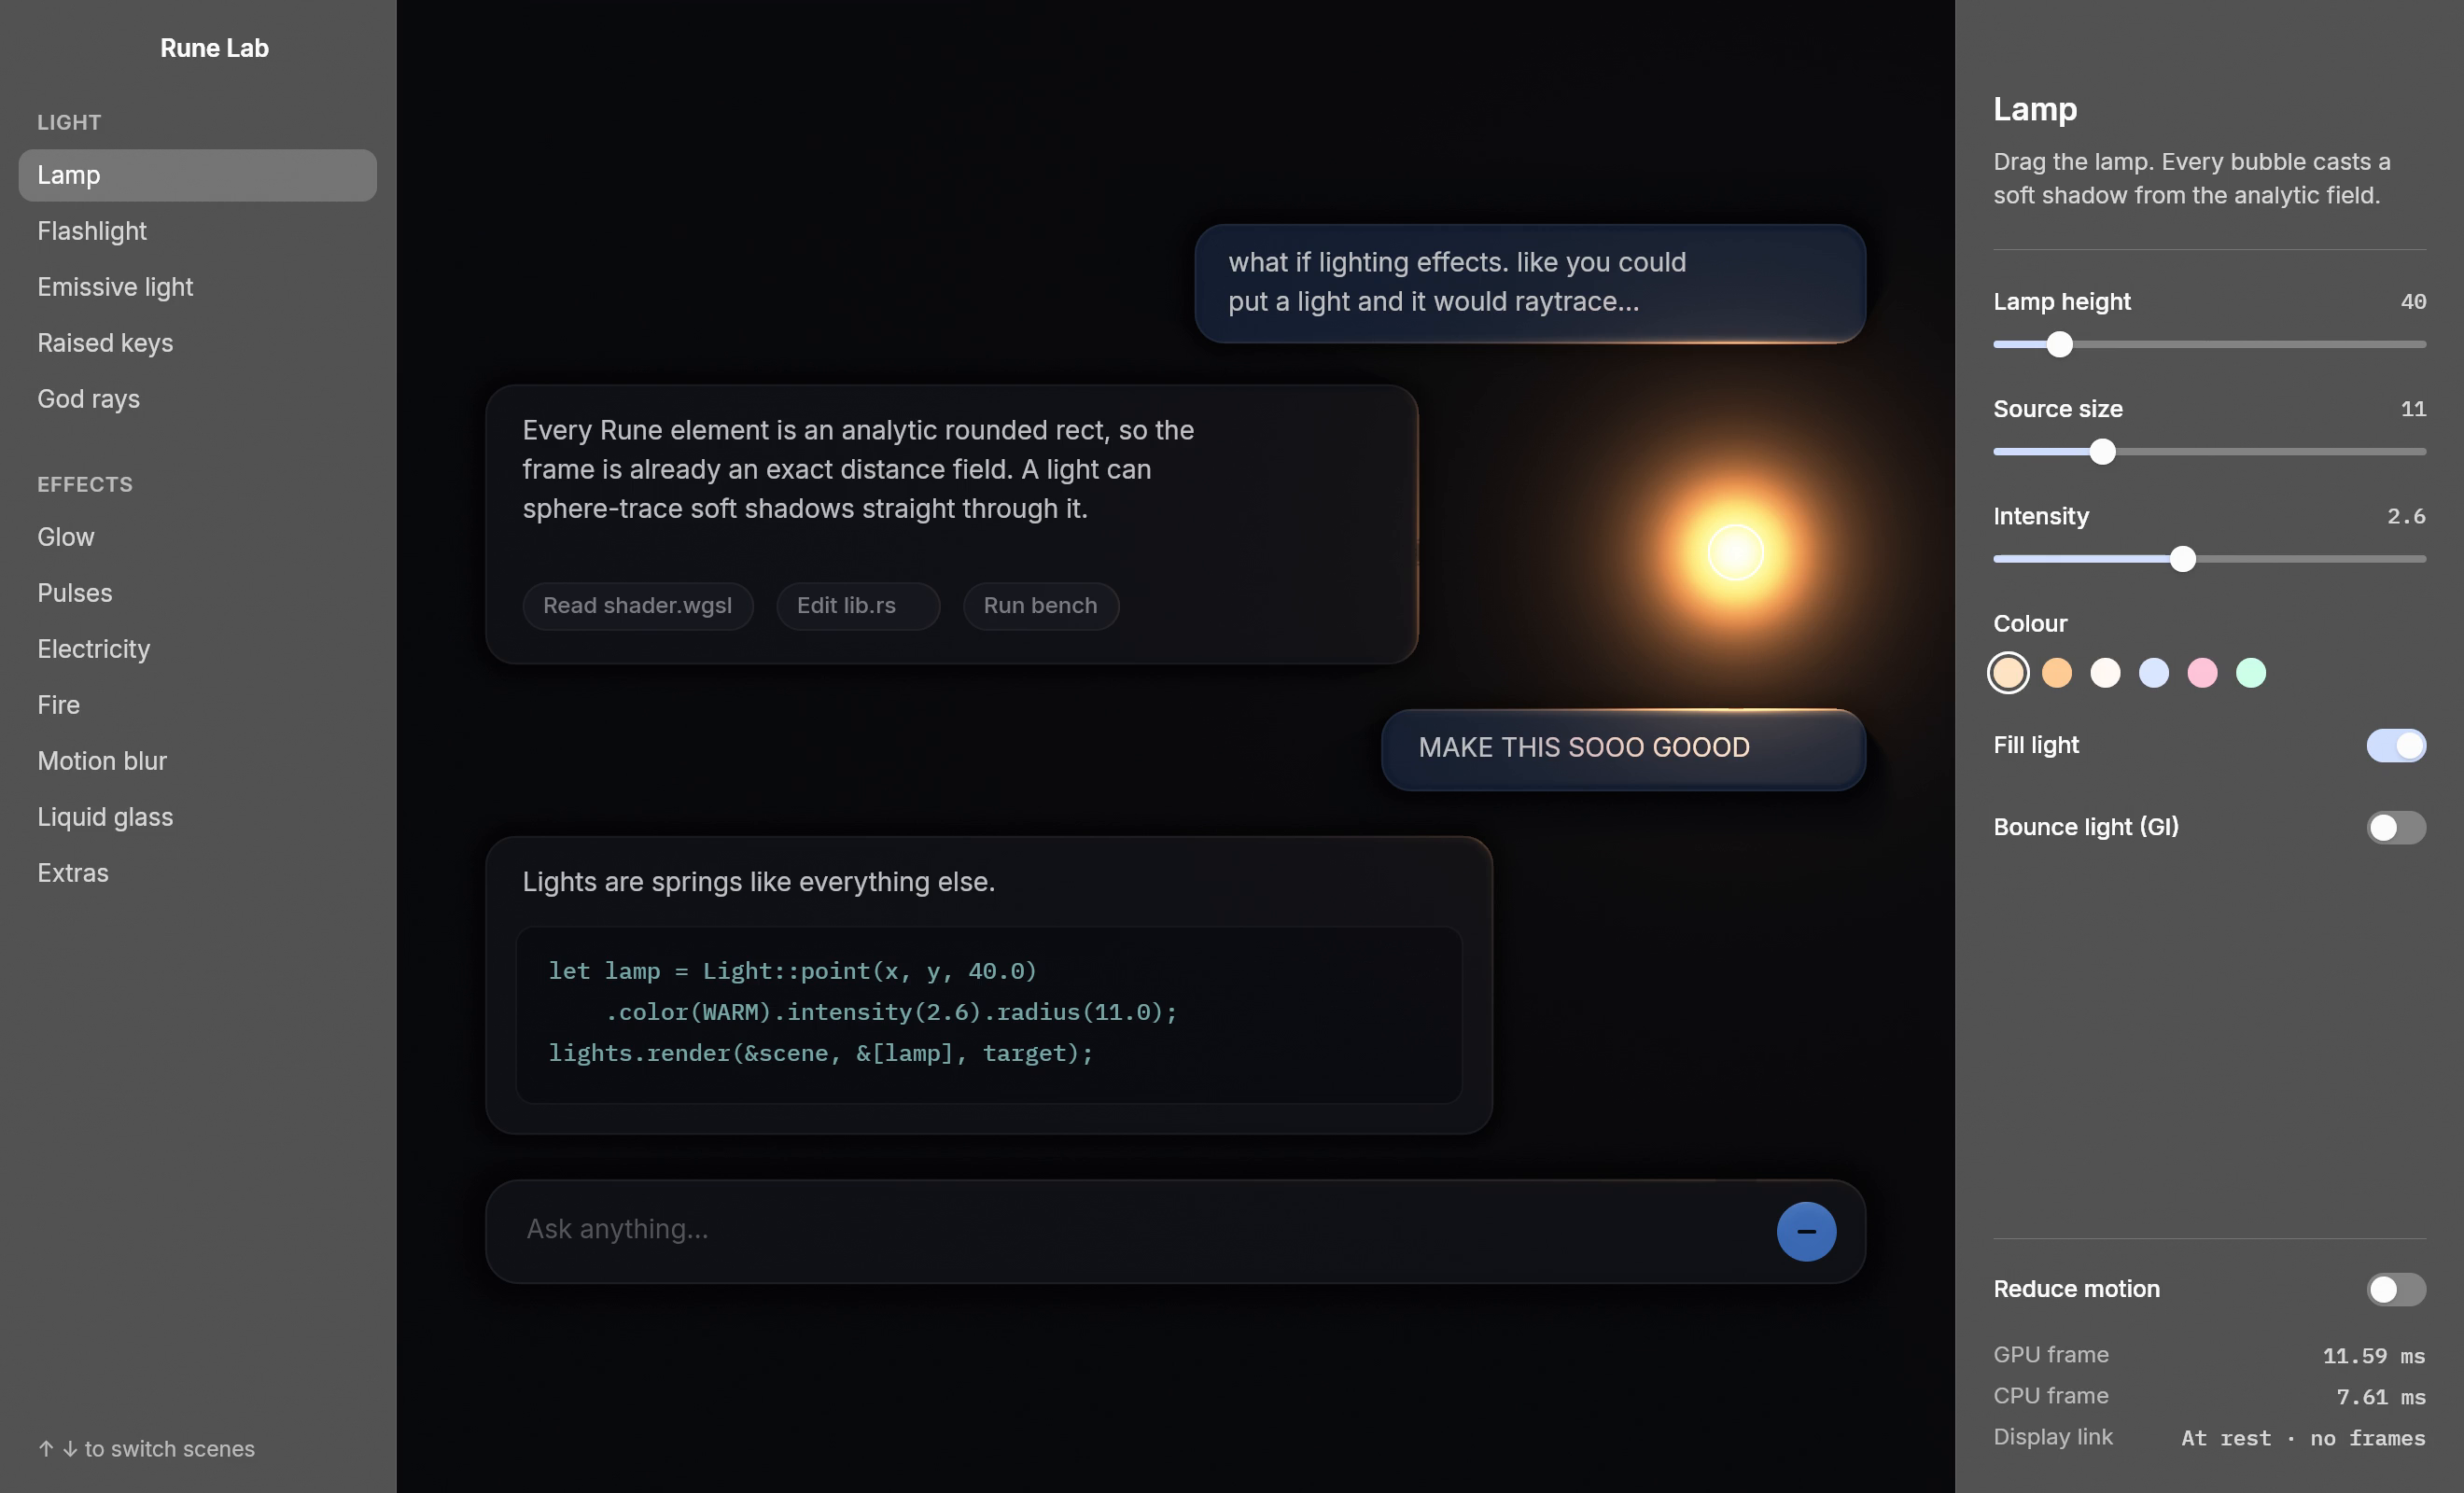 Rune Lab
LIGHT
Lamp
Flashlight
Emissive light
Raised keys
God rays
EFFECTS
Glow
Pulses
Electricity
Fire
Motion blur
Liquid glass
Extras
↑ ↓ to switch scenes
what if lighting effects. like you could
put a light and it would raytrace...
Every Rune element is an analytic rounded rect, so the
frame is already an exact distance field. A light can
sphere-trace soft shadows straight through it.
Read shader.wgsl
Edit lib.rs
Run bench
MAKE THIS SOOO GOOOD
Lights are springs like everything else.
let lamp = Light::point(x, y, 40.0)
    .color(WARM).intensity(2.6).radius(11.0);
lights.render(&scene, &[lamp], target);
Ask anything...
Lamp
Drag the lamp. Every bubble casts a
soft shadow from the analytic field.
Lamp height 40
Source size 11
Intensity 2.6
Colour
Fill light
Bounce light (GI)
Reduce motion
GPU frame 11.59 ms
CPU frame 7.61 ms
Display link At rest · no frames